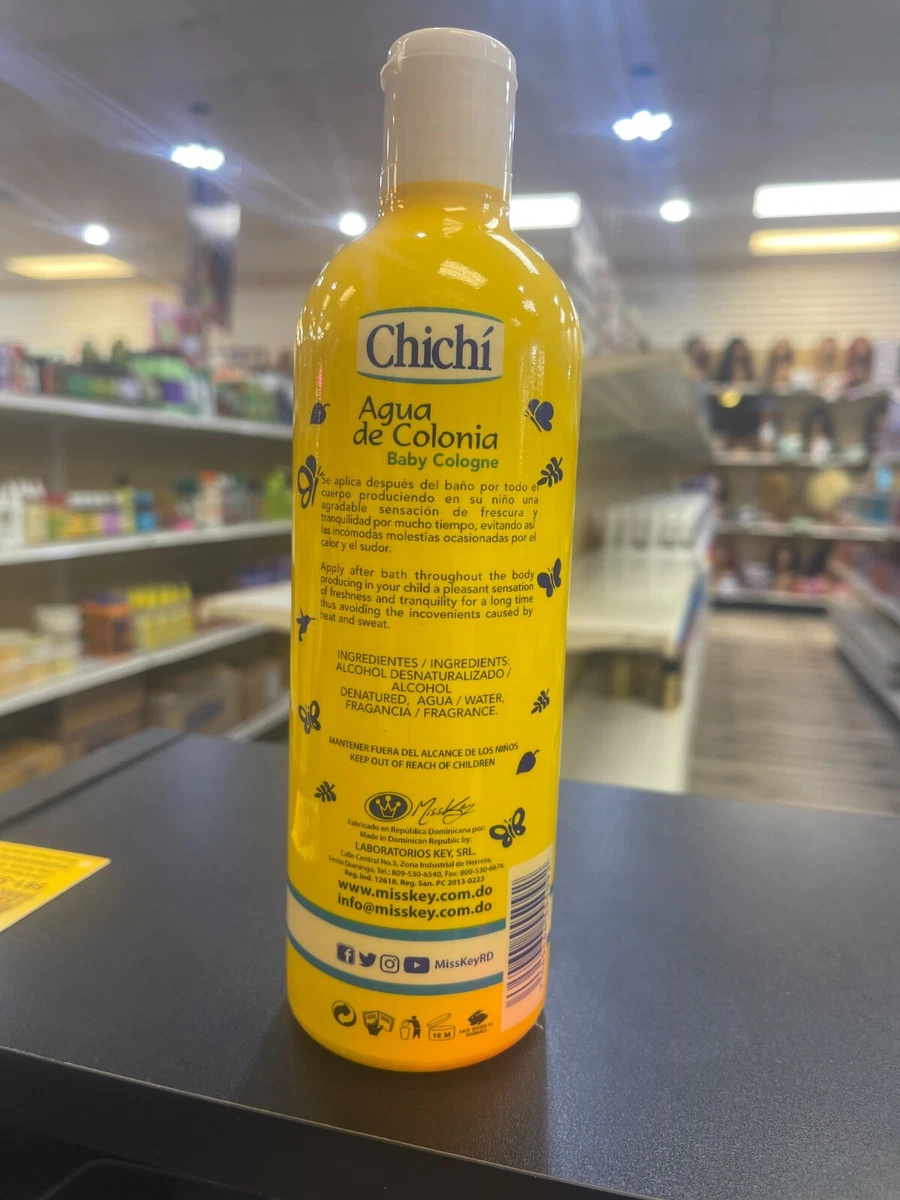 Chichí
Agua
de Colonia
Baby Cologne
Se aplica después del baño por todo el
cuerpo produciendo en su niño una
agradable sensación de frescura y
tranquilidad por mucho tiempo, evitando así
las incómodas molestias ocasionadas por el
calor y el sudor.
Apply after bath throughout the body
producing in your child a pleasant sensation
of freshness and tranquility for a long time
thus avoiding the incovenients caused by
heat and sweat.
INGREDIENTES / INGREDIENTS:
ALCOHOL DESNATURALIZADO /
ALCOHOL
DENATURED, AGUA / WATER,
FRAGANCIA / FRAGRANCE.
MANTENER FUERA DEL ALCANCE DE LOS NIÑOS
KEEP OUT OF REACH OF CHILDREN
MissKey
Fabricado en República Dominicana por:
Made in Dominican Republic by:
LABORATORIOS KEY, SRL.
Calle Central No.3, Zona Industrial de Herrera,
Santo Domingo, Tel.: 809-530-6540, Fax: 809-530-6676
Reg. Ind. 12618. Reg. San. PC 2013-0223
www.misskey.com.do
info@misskey.com.do
MissKeyRD
18 M